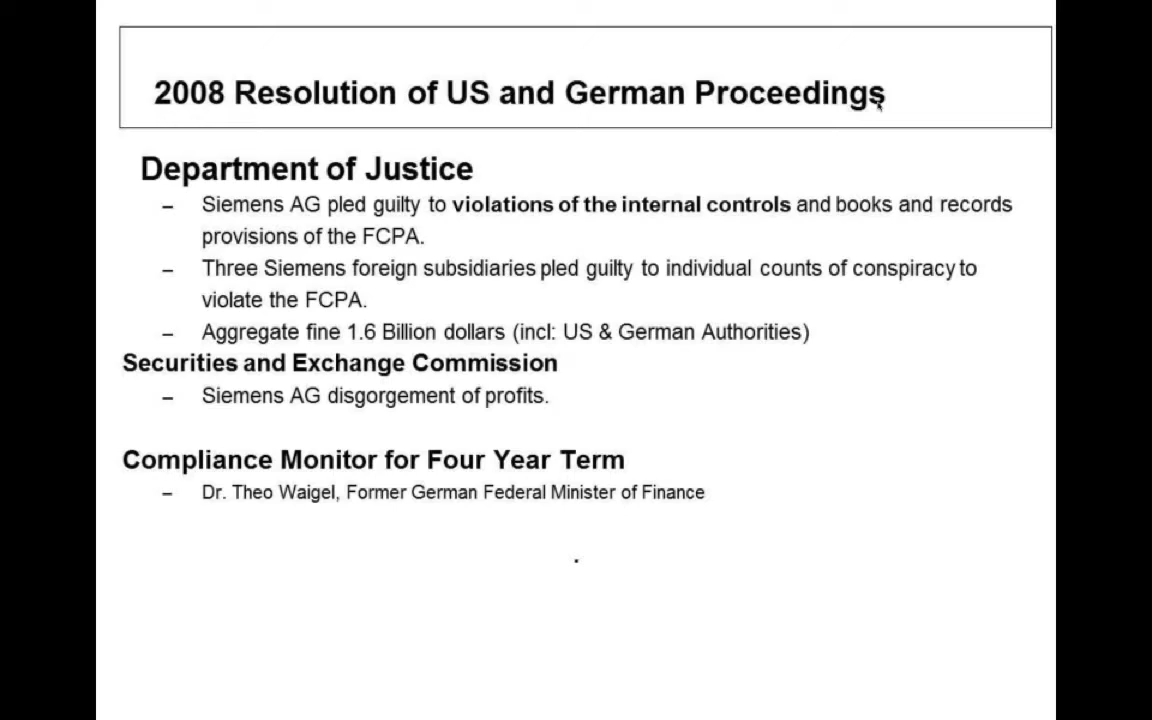 2008 Resolution of US and German Proceedings
Department of Justice
– Siemens AG pled guilty to violations of the internal controls and books and records
provisions of the FCPA.
– Three Siemens foreign subsidiaries pled guilty to individual counts of conspiracy to
violate the FCPA.
– Aggregate fine 1.6 Billion dollars (incl: US & German Authorities)
Securities and Exchange Commission
– Siemens AG disgorgement of profits.
Compliance Monitor for Four Year Term
– Dr. Theo Waigel, Former German Federal Minister of Finance
.